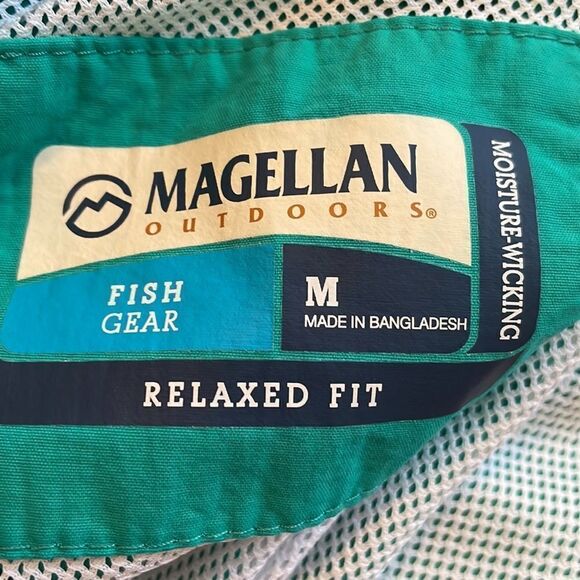 MAGELLAN
OUTDOORS®
FISH
GEAR
M
MADE IN BANGLADESH
MOISTURE-WICKING
RELAXED FIT